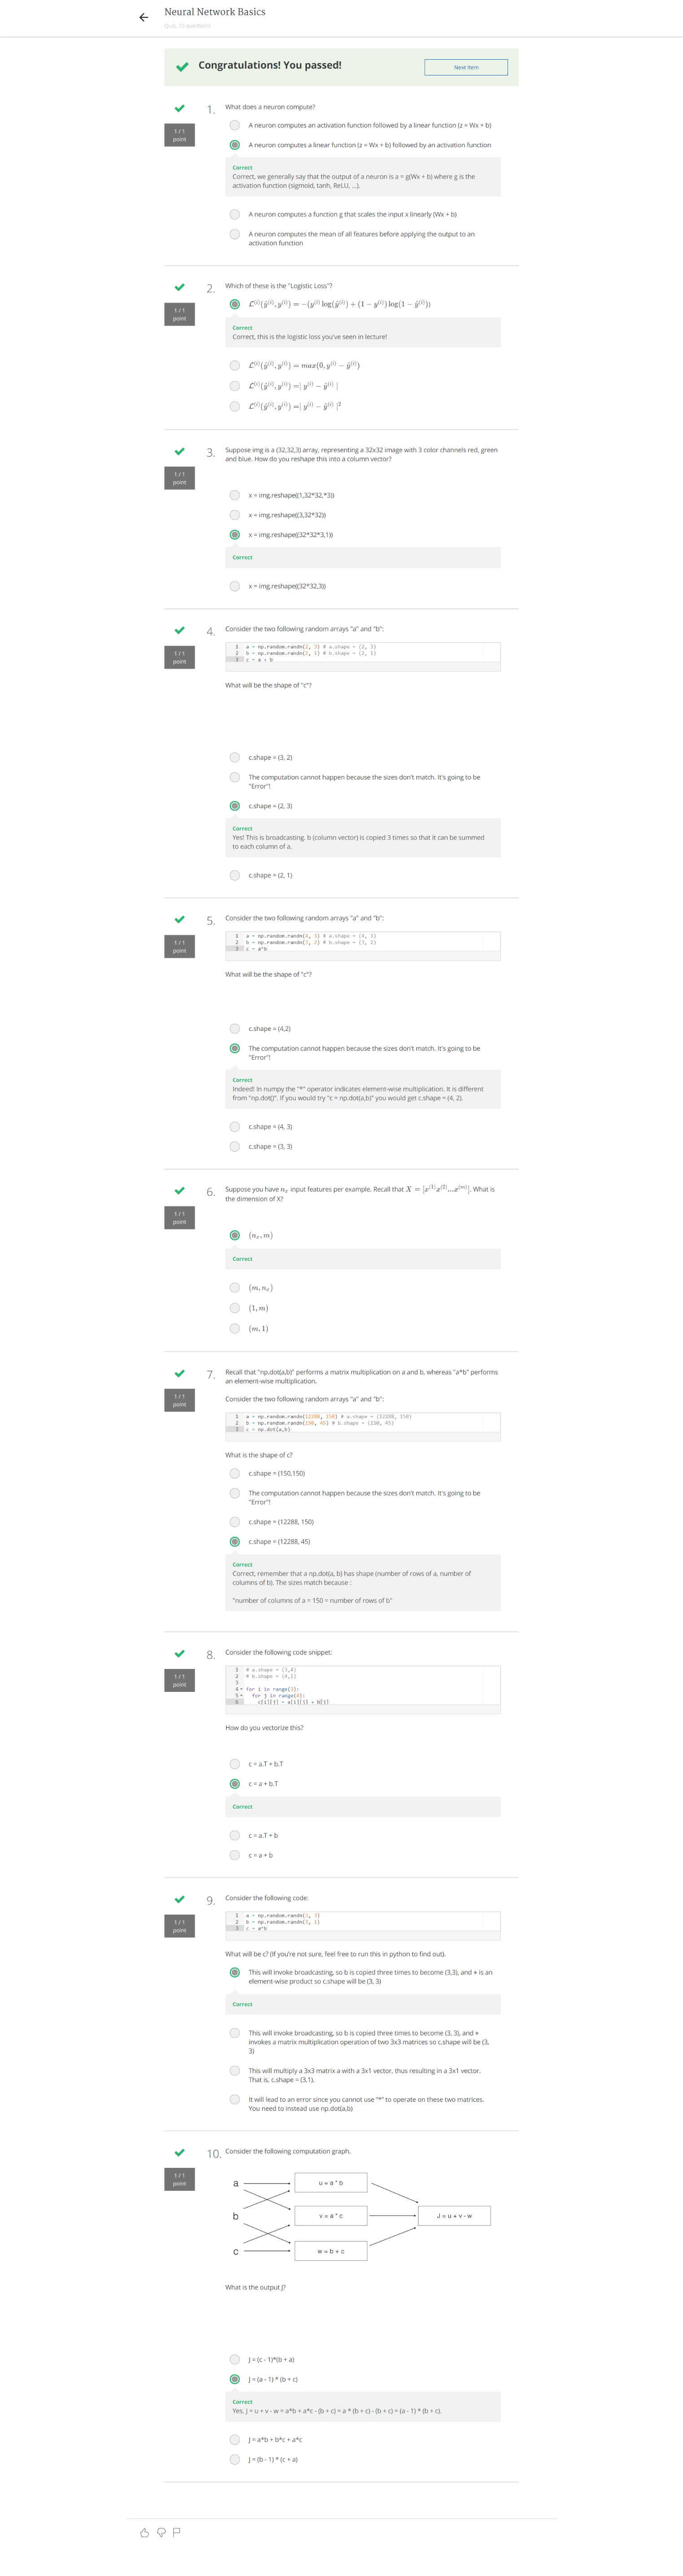 Neural Network Basics
Quiz, 10 questions
Congratulations! You passed!
Next Item
1.
What does a neuron compute?
1 / 1
point
A neuron computes an activation function followed by a linear function (z = Wx + b)
A neuron computes a linear function (z = Wx + b) followed by an activation function
Correct
Correct, we generally say that the output of a neuron is a = g(Wx + b) where g is the
activation function (sigmoid, tanh, ReLU, ...).
A neuron computes a function g that scales the input x linearly (Wx + b)
A neuron computes the mean of all features before applying the output to an
activation function
2.
Which of these is the "Logistic Loss"?
1 / 1
point
ℒ⁽ⁱ⁾(ŷ⁽ⁱ⁾, y⁽ⁱ⁾) = −(y⁽ⁱ⁾ log(ŷ⁽ⁱ⁾) + (1 − y⁽ⁱ⁾) log(1 − ŷ⁽ⁱ⁾))
Correct
Correct, this is the logistic loss you've seen in lecture!
ℒ⁽ⁱ⁾(ŷ⁽ⁱ⁾, y⁽ⁱ⁾) = max(0, y⁽ⁱ⁾ − ŷ⁽ⁱ⁾)
ℒ⁽ⁱ⁾(ŷ⁽ⁱ⁾, y⁽ⁱ⁾) =| y⁽ⁱ⁾ − ŷ⁽ⁱ⁾ |
ℒ⁽ⁱ⁾(ŷ⁽ⁱ⁾, y⁽ⁱ⁾) =| y⁽ⁱ⁾ − ŷ⁽ⁱ⁾ |²
3.
Suppose img is a (32,32,3) array, representing a 32x32 image with 3 color channels red, green
and blue. How do you reshape this into a column vector?
1 / 1
point
x = img.reshape((1,32*32,*3))
x = img.reshape((3,32*32))
x = img.reshape((32*32*3,1))
Correct
x = img.reshape((32*32,3))
4.
Consider the two following random arrays "a" and "b":
1 / 1
point
1 a = np.random.randn(2, 3) # a.shape = (2, 3)
2 b = np.random.randn(2, 1) # b.shape = (2, 1)
3 c = a + b
What will be the shape of "c"?
c.shape = (3, 2)
The computation cannot happen because the sizes don't match. It's going to be
"Error"!
c.shape = (2, 3)
Correct
Yes! This is broadcasting. b (column vector) is copied 3 times so that it can be summed
to each column of a.
c.shape = (2, 1)
5.
Consider the two following random arrays "a" and "b":
1 / 1
point
1 a = np.random.randn(4, 3) # a.shape = (4, 3)
2 b = np.random.randn(3, 2) # b.shape = (3, 2)
3 c = a*b
What will be the shape of "c"?
c.shape = (4,2)
The computation cannot happen because the sizes don't match. It's going to be
"Error"!
Correct
Indeed! In numpy the "*" operator indicates element-wise multiplication. It is different
from "np.dot()". If you would try "c = np.dot(a,b)" you would get c.shape = (4, 2).
c.shape = (4, 3)
c.shape = (3, 3)
6.
Suppose you have nₓ input features per example. Recall that X = [x⁽¹⁾x⁽²⁾...x⁽ᵐ⁾]. What is
the dimension of X?
1 / 1
point
(nₓ, m)
Correct
(m, nₓ)
(1, m)
(m, 1)
7.
Recall that "np.dot(a,b)" performs a matrix multiplication on a and b, whereas "a*b" performs
an element-wise multiplication.
1 / 1
point
Consider the two following random arrays "a" and "b":
1 a = np.random.randn(12288, 150) # a.shape = (12288, 150)
2 b = np.random.randn(150, 45) # b.shape = (150, 45)
3 c = np.dot(a,b)
What is the shape of c?
c.shape = (150,150)
The computation cannot happen because the sizes don't match. It's going to be
"Error"!
c.shape = (12288, 150)
c.shape = (12288, 45)
Correct
Correct, remember that a np.dot(a, b) has shape (number of rows of a, number of
columns of b). The sizes match because :
"number of columns of a = 150 = number of rows of b"
8.
Consider the following code snippet:
1 / 1
point
1 # a.shape = (3,4)
2 # b.shape = (4,1)
3
4 for i in range(3):
5 for j in range(4):
6 c[i][j] = a[i][j] + b[j]
How do you vectorize this?
c = a.T + b.T
c = a + b.T
Correct
c = a.T + b
c = a + b
9.
Consider the following code:
1 / 1
point
1 a = np.random.randn(3, 3)
2 b = np.random.randn(3, 1)
3 c = a*b
What will be c? (If you're not sure, feel free to run this in python to find out).
This will invoke broadcasting, so b is copied three times to become (3,3), and ∗ is an
element-wise product so c.shape will be (3, 3)
Correct
This will invoke broadcasting, so b is copied three times to become (3, 3), and ∗
invokes a matrix multiplication operation of two 3x3 matrices so c.shape will be (3,
3)
This will multiply a 3x3 matrix a with a 3x1 vector, thus resulting in a 3x1 vector.
That is, c.shape = (3,1).
It will lead to an error since you cannot use "*" to operate on these two matrices.
You need to instead use np.dot(a,b)
10.
Consider the following computation graph.
1 / 1
point
a
u = a * b
b
v = a * c
J = u + v - w
c
w = b + c
What is the output J?
J = (c - 1)*(b + a)
J = (a - 1) * (b + c)
Correct
Yes. J = u + v - w = a*b + a*c - (b + c) = a * (b + c) - (b + c) = (a - 1) * (b + c).
J = a*b + b*c + a*c
J = (b - 1) * (c + a)